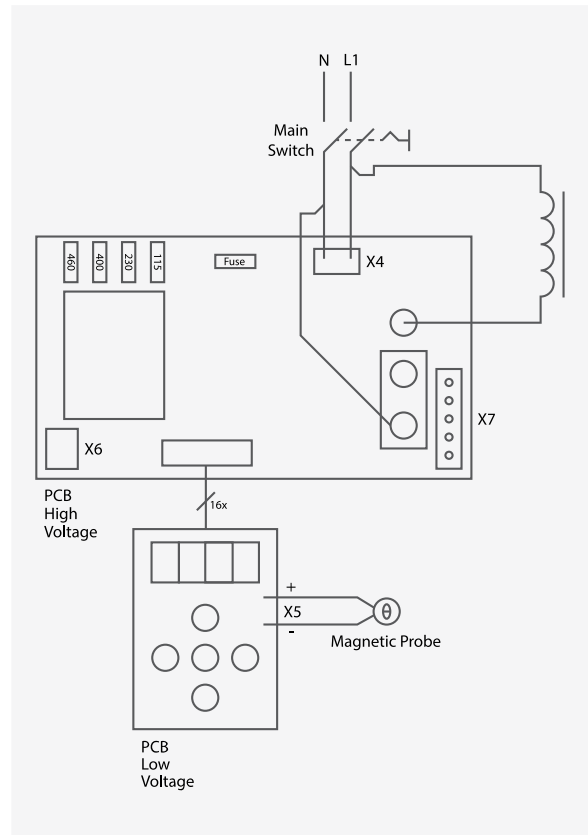 N L1
Main
Switch
460 400 230 115
Fuse
X4
X7
X6
PCB
High
Voltage
16x
+
X5
-
Magnetic Probe
PCB
Low
Voltage